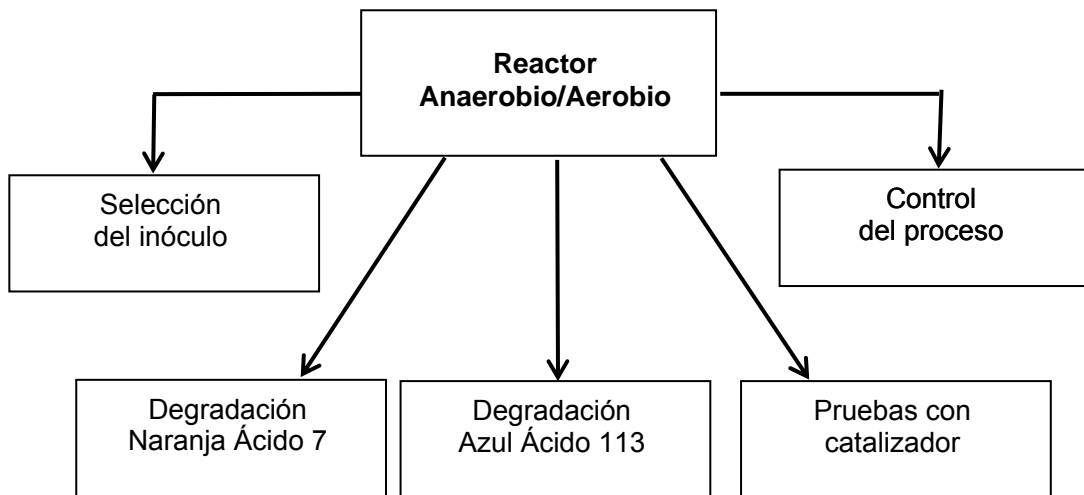 Reactor
Anaerobio/Aerobio
Selección
del inóculo
Control
del proceso
Degradación
Naranja Ácido 7
Degradación
Azul Ácido 113
Pruebas con
catalizador